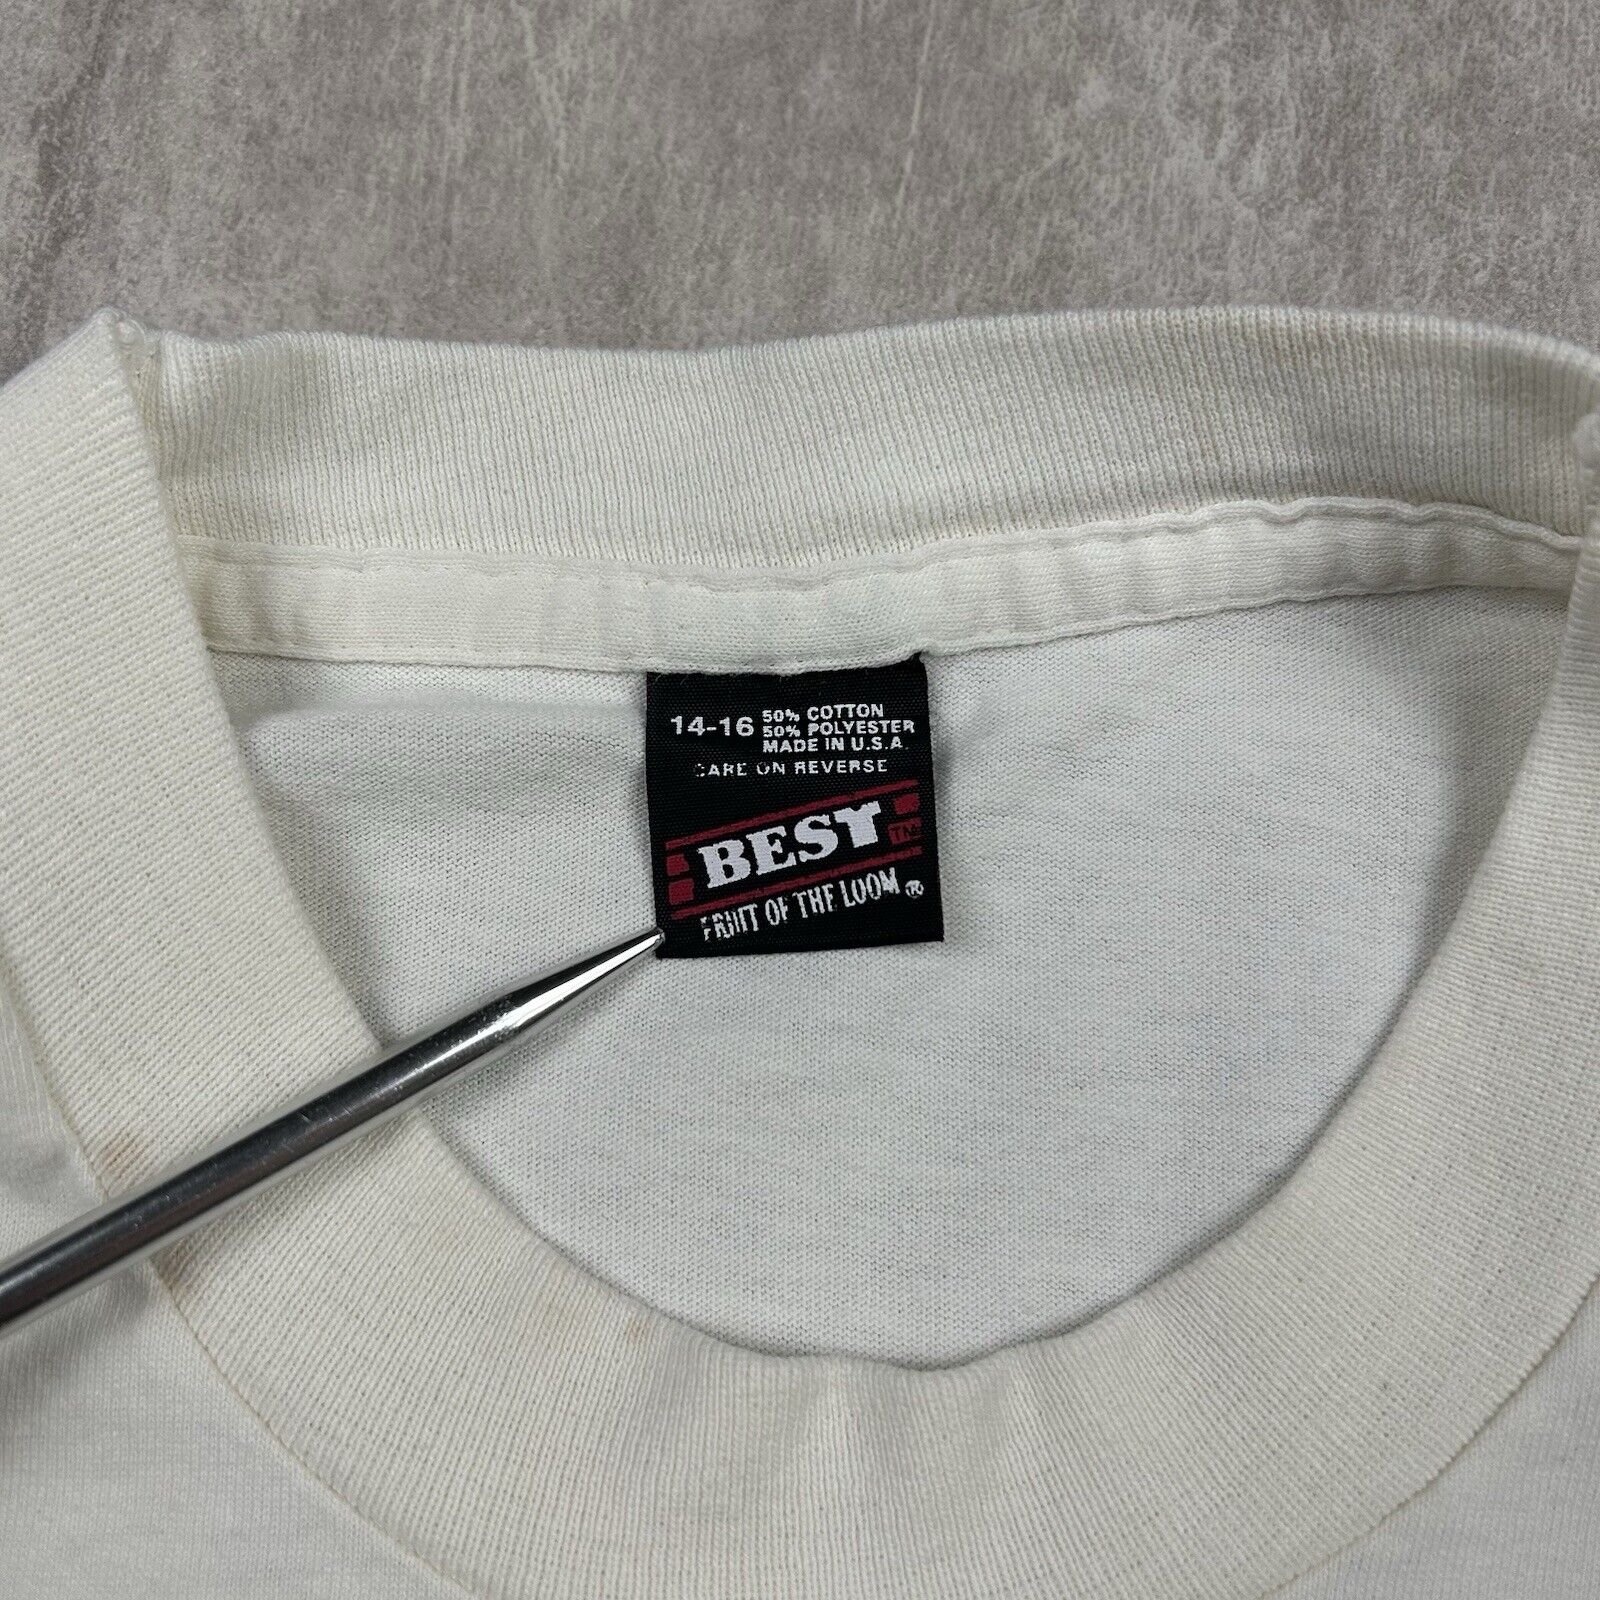 14-16 50% COTTON
50% POLYESTER
MADE IN U.S.A.
CARE ON REVERSE
BEST TM
FRUIT OF THE LOOM ®